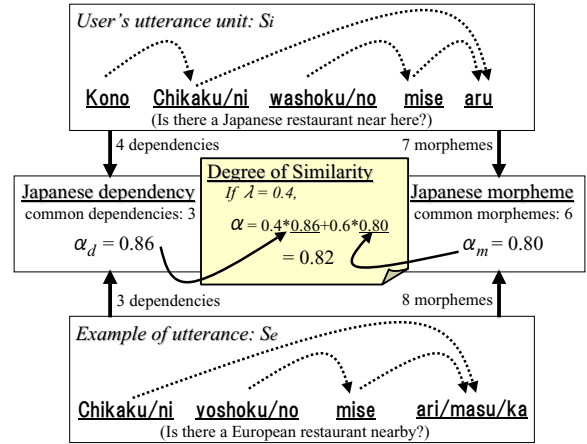 User's utterance unit: Si
Kono Chikaku/ni washoku/no mise aru
(Is there a Japanese restaurant near here?)
4 dependencies
7 morphemes
Japanese dependency
common dependencies: 3
αd = 0.86
Degree of Similarity
If λ = 0.4,
α = 0.4*0.86+0.6*0.80
= 0.82
Japanese morpheme
common morphemes: 6
αm = 0.80
3 dependencies
8 morphemes
Example of utterance: Se
Chikaku/ni yoshoku/no mise ari/masu/ka
(Is there a European restaurant nearby?)